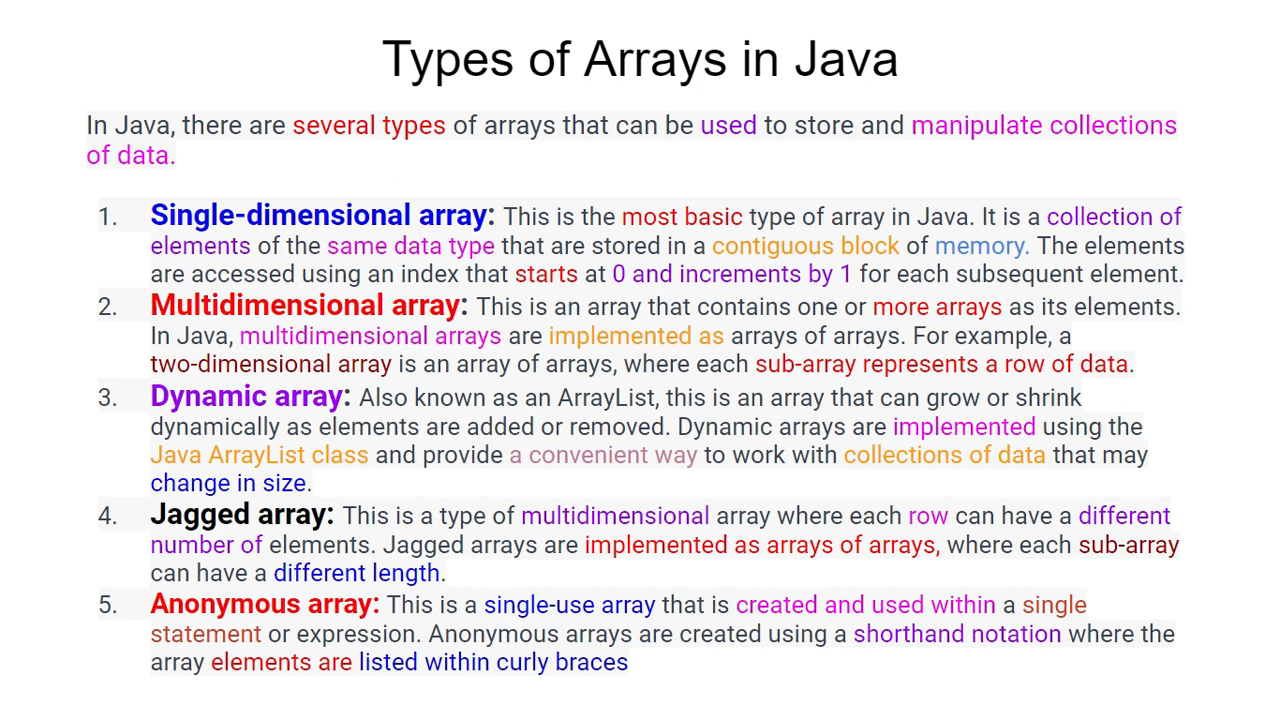 Types of Arrays in Java
In Java, there are several types of arrays that can be used to store and manipulate collections
of data.
1. Single-dimensional array: This is the most basic type of array in Java. It is a collection of
elements of the same data type that are stored in a contiguous block of memory. The elements
are accessed using an index that starts at 0 and increments by 1 for each subsequent element.
2. Multidimensional array: This is an array that contains one or more arrays as its elements.
In Java, multidimensional arrays are implemented as arrays of arrays. For example, a
two-dimensional array is an array of arrays, where each sub-array represents a row of data.
3. Dynamic array: Also known as an ArrayList, this is an array that can grow or shrink
dynamically as elements are added or removed. Dynamic arrays are implemented using the
Java ArrayList class and provide a convenient way to work with collections of data that may
change in size.
4. Jagged array: This is a type of multidimensional array where each row can have a different
number of elements. Jagged arrays are implemented as arrays of arrays, where each sub-array
can have a different length.
5. Anonymous array: This is a single-use array that is created and used within a single
statement or expression. Anonymous arrays are created using a shorthand notation where the
array elements are listed within curly braces